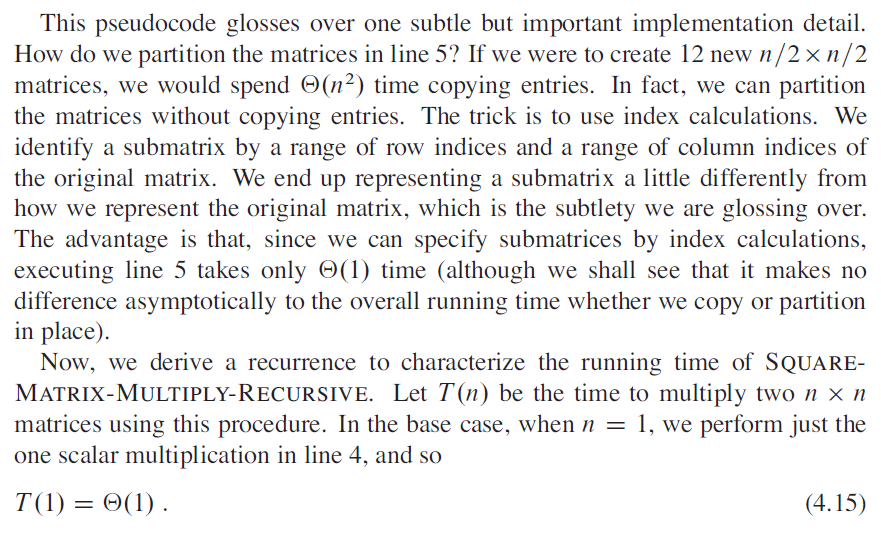 This pseudocode glosses over one subtle but important implementation detail.
How do we partition the matrices in line 5? If we were to create 12 new n/2 × n/2
matrices, we would spend Θ(n²) time copying entries. In fact, we can partition
the matrices without copying entries. The trick is to use index calculations. We
identify a submatrix by a range of row indices and a range of column indices of
the original matrix. We end up representing a submatrix a little differently from
how we represent the original matrix, which is the subtlety we are glossing over.
The advantage is that, since we can specify submatrices by index calculations,
executing line 5 takes only Θ(1) time (although we shall see that it makes no
difference asymptotically to the overall running time whether we copy or partition
in place).
Now, we derive a recurrence to characterize the running time of SQUARE-
MATRIX-MULTIPLY-RECURSIVE. Let T(n) be the time to multiply two n × n
matrices using this procedure. In the base case, when n = 1, we perform just the
one scalar multiplication in line 4, and so
T(1) = Θ(1) . (4.15)